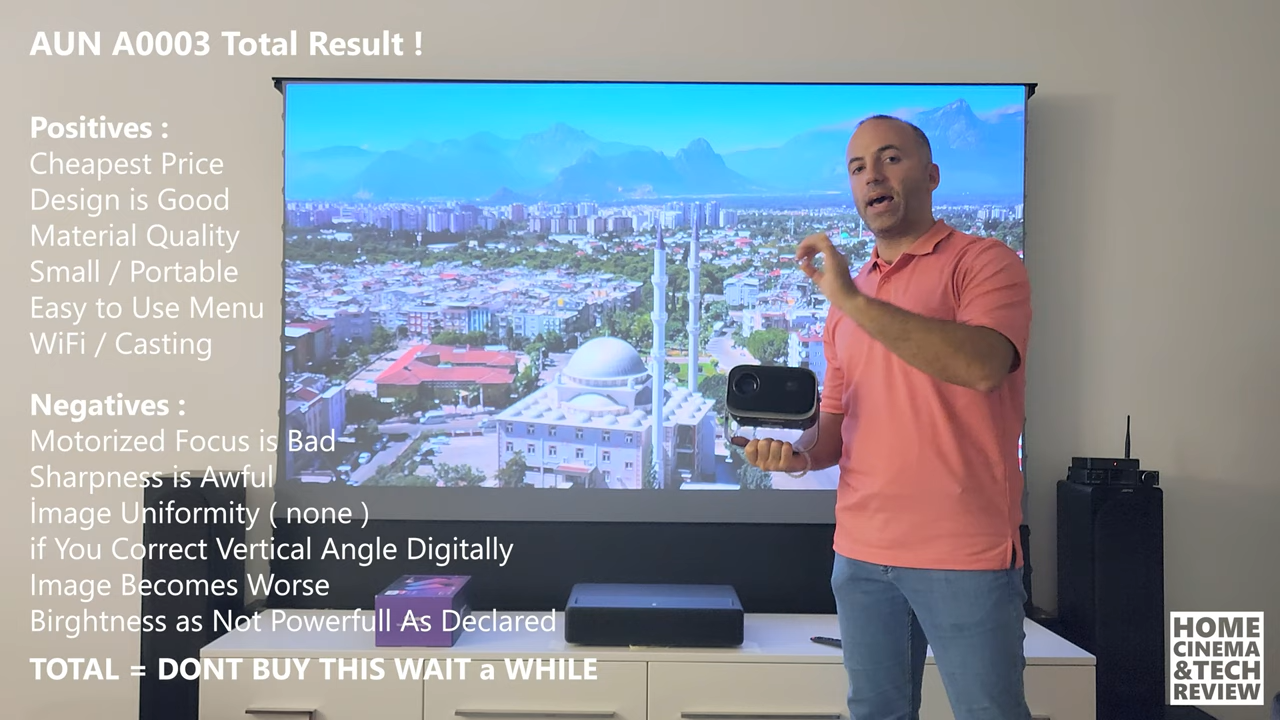 AUN A0003 Total Result !
Positives :
Cheapest Price
Design is Good
Material Quality
Small / Portable
Easy to Use Menu
WiFi / Casting
Negatives :
Motorized Focus is Bad
Sharpness is Awful
İmage Uniformity ( none )
if You Correct Vertical Angle Digitally
Image Becomes Worse
Birghtness as Not Powerfull As Declared
TOTAL = DONT BUY THIS WAIT a WHILE
HOME
CINEMA
&TECH
REVIEW